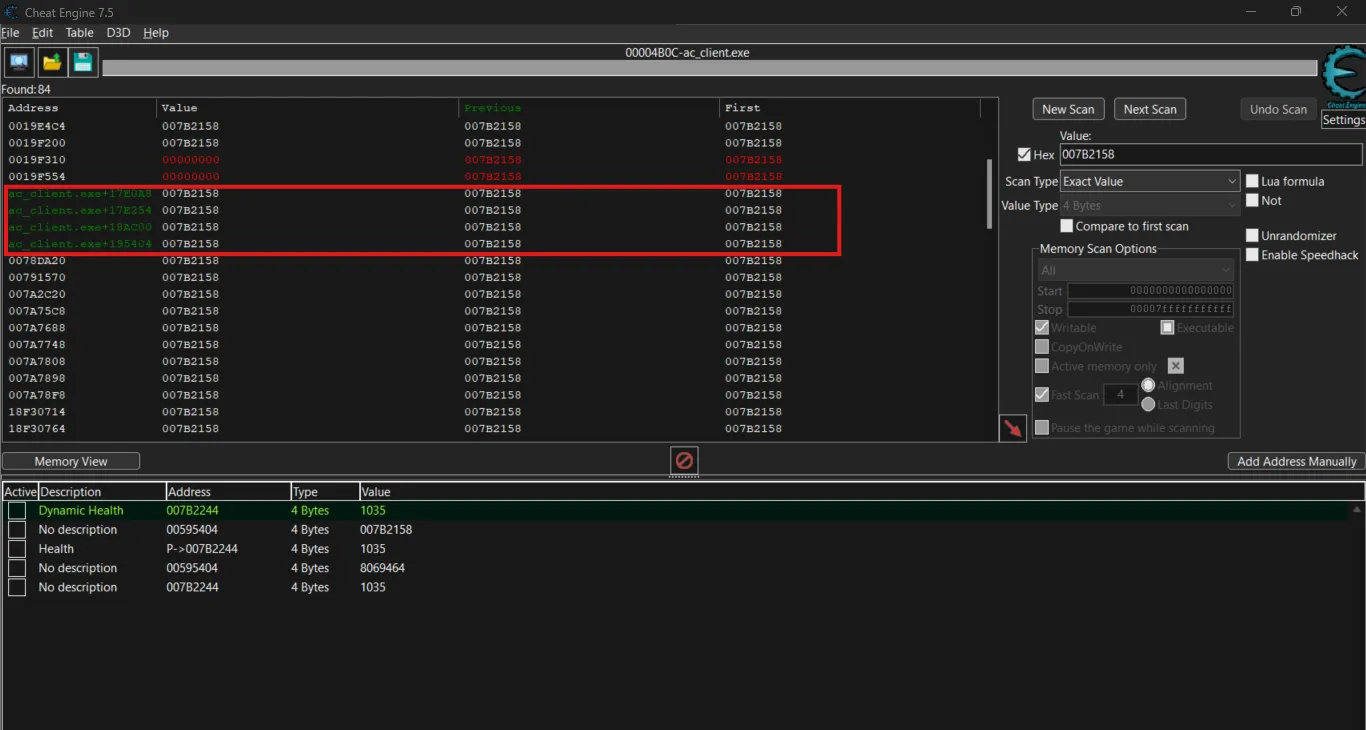 Cheat Engine 7.5
File Edit Table D3D Help
00004B0C-ac_client.exe
Found:84
Address Value Previous First
0019E4C4 007B2158 007B2158 007B2158
0019F200 007B2158 007B2158 007B2158
0019F310 00000000 007B2158 007B2158
0019F554 00000000 007B2158 007B2158
ac_client.exe+17E0A8 007B2158 007B2158 007B2158
ac_client.exe+17E254 007B2158 007B2158 007B2158
ac_client.exe+18AC00 007B2158 007B2158 007B2158
ac_client.exe+195404 007B2158 007B2158 007B2158
0078DA20 007B2158 007B2158 007B2158
00791570 007B2158 007B2158 007B2158
007A2C20 007B2158 007B2158 007B2158
007A75C8 007B2158 007B2158 007B2158
007A7688 007B2158 007B2158 007B2158
007A7748 007B2158 007B2158 007B2158
007A7808 007B2158 007B2158 007B2158
007A7898 007B2158 007B2158 007B2158
007A78F8 007B2158 007B2158 007B2158
18F30714 007B2158 007B2158 007B2158
18F30764 007B2158 007B2158 007B2158
New Scan Next Scan Undo Scan
Cheat Engine
Settings
Value:
Hex 007B2158
Scan Type Exact Value
Lua formula
Value Type 4 Bytes
Not
Compare to first scan
Unrandomizer
Enable Speedhack
Memory Scan Options
All
Start 0000000000000000
Stop 00007fffffffffff
Writable Executable
CopyOnWrite
Active memory only
Fast Scan 4 Alignment
Last Digits
Pause the game while scanning
Memory View
Add Address Manually
Active Description Address Type Value
Dynamic Health 007B2244 4 Bytes 1035
No description 00595404 4 Bytes 007B2158
Health P->007B2244 4 Bytes 1035
No description 00595404 4 Bytes 8069464
No description 007B2244 4 Bytes 1035